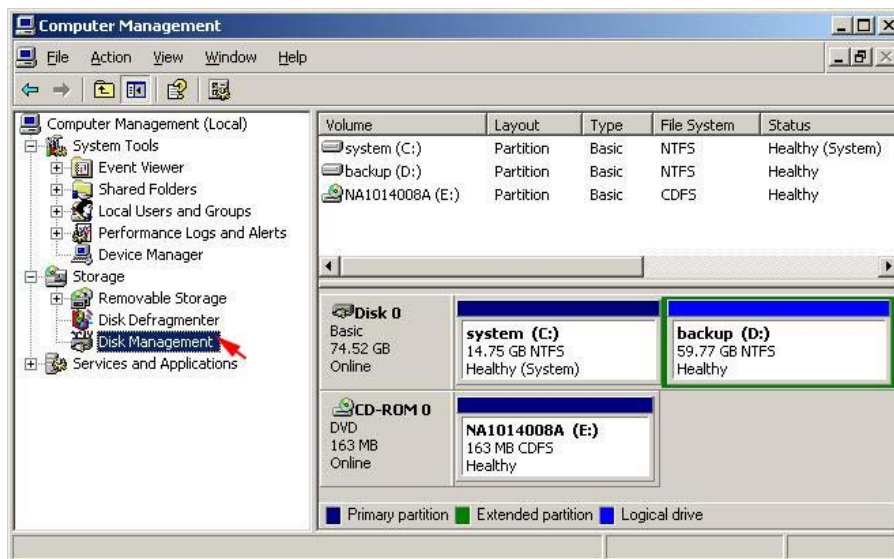 Computer Management
File Action View Window Help
Computer Management (Local)
System Tools
Event Viewer
Shared Folders
Local Users and Groups
Performance Logs and Alerts
Device Manager
Storage
Removable Storage
Disk Defragmenter
Disk Management
Services and Applications
Volume Layout Type File System Status
system (C:) Partition Basic NTFS Healthy (System)
backup (D:) Partition Basic NTFS Healthy
NA1014008A (E:) Partition Basic CDFS Healthy
Disk 0
Basic
74.52 GB
Online
system (C:)
14.75 GB NTFS
Healthy (System)
backup (D:)
59.77 GB NTFS
Healthy
CD-ROM 0
DVD
163 MB
Online
NA1014008A (E:)
163 MB CDFS
Healthy
Primary partition Extended partition Logical drive